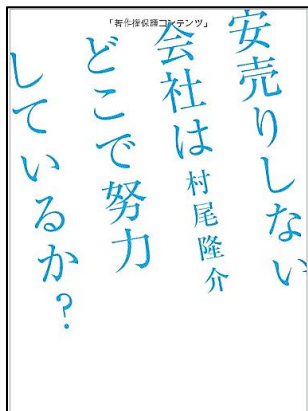 「著作権保護コンテンツ」
安売りしない
会社は
村尾隆介
どこで努力
しているか?